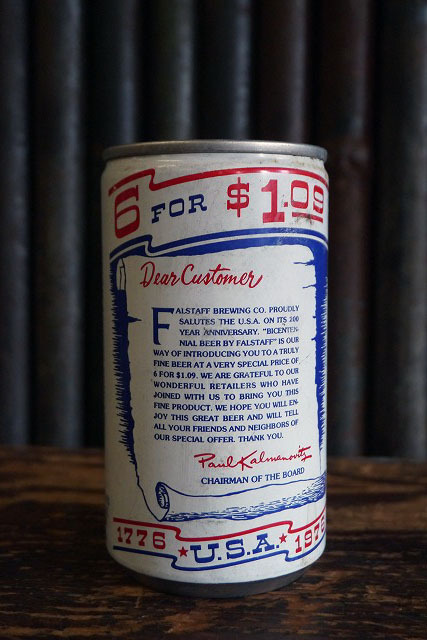 6 FOR $1.09
Dear Customer
FALSTAFF BREWING CO. PROUDLY
SALUTES THE U.S.A. ON ITS 200
YEAR ANNIVERSARY. "BICENTEN-
NIAL BEER BY FALSTAFF" IS OUR
WAY OF INTRODUCING YOU TO A TRULY
FINE BEER AT A VERY SPECIAL PRICE OF
6 FOR $1.09. WE ARE GRATEFUL TO OUR
WONDERFUL RETAILERS WHO HAVE
JOINED WITH US TO BRING YOU THIS
FINE PRODUCT. WE HOPE YOU WILL EN-
JOY THIS GREAT BEER AND WILL TELL
ALL YOUR FRIENDS AND NEIGHBORS OF
OUR SPECIAL OFFER. THANK YOU.
Paul Kalmanovitz
CHAIRMAN OF THE BOARD
1776 ★ U.S.A. ★ 1976